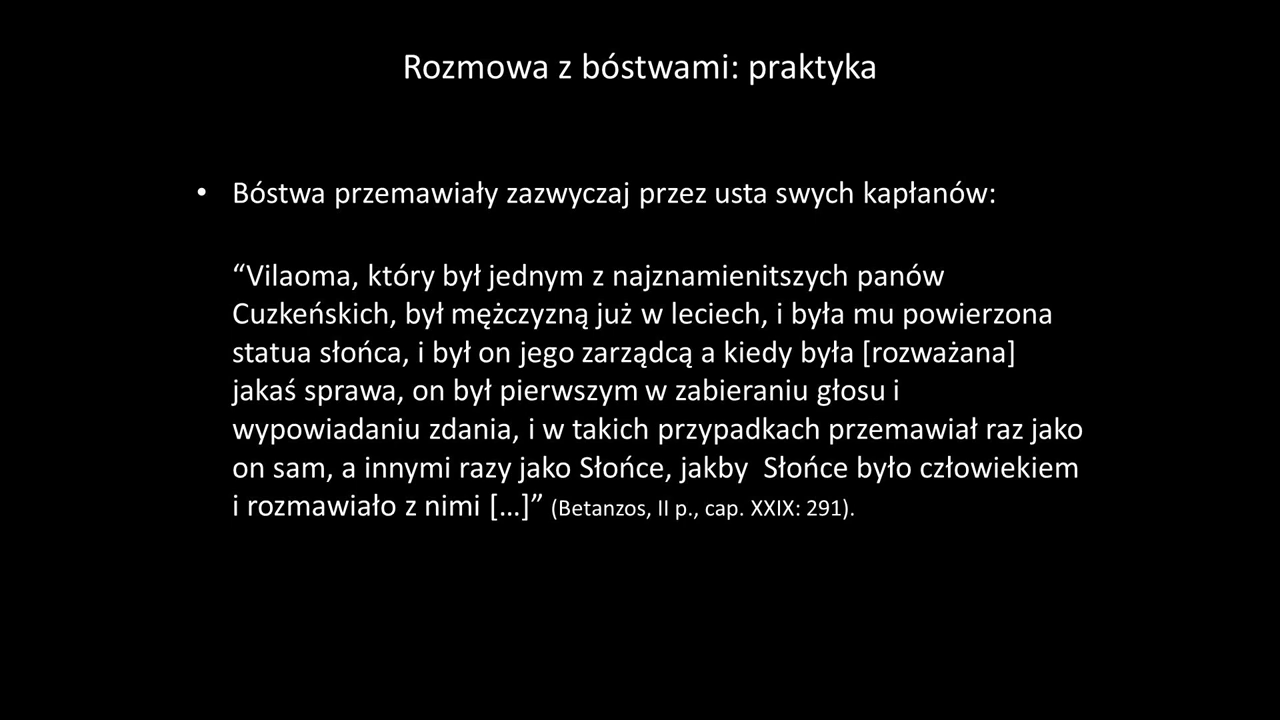 Rozmowa z bóstwami: praktyka
• Bóstwa przemawiały zazwyczaj przez usta swych kapłanów:
“Vilaoma, który był jednym z najznamienitszych panów
Cuzkeńskich, był mężczyzną już w leciech, i była mu powierzona
statua słońca, i był on jego zarządcą a kiedy była [rozważana]
jakaś sprawa, on był pierwszym w zabieraniu głosu i
wypowiadaniu zdania, i w takich przypadkach przemawiał raz jako
on sam, a innymi razy jako Słońce, jakby  Słońce było człowiekiem
i rozmawiało z nimi […]” (Betanzos, II p., cap. XXIX: 291).